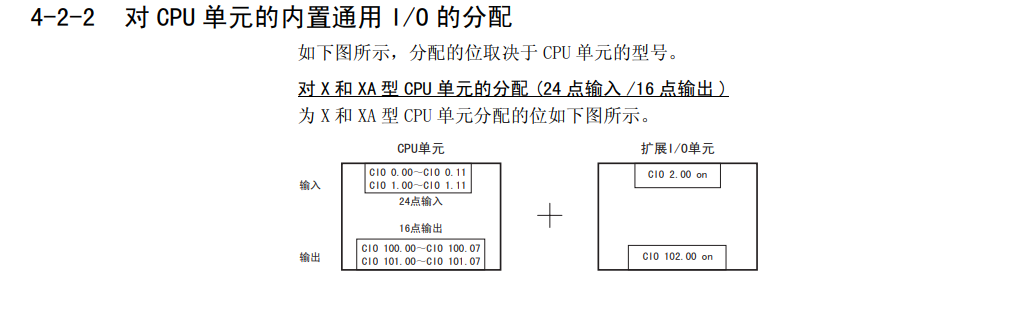 4-2-2 对 CPU 单元的内置通用 I/O 的分配
如下图所示，分配的位取决于 CPU 单元的型号。
对 X 和 XA 型 CPU 单元的分配 (24 点输入 /16 点输出 )
为 X 和 XA 型 CPU 单元分配的位如下图所示。
CPU单元
扩展I/O单元
输入
CIO 0.00～CIO 0.11
CIO 1.00～CIO 1.11
24点输入
CIO 2.00 on
16点输出
输出
CIO 100.00～CIO 100.07
CIO 101.00～CIO 101.07
CIO 102.00 on